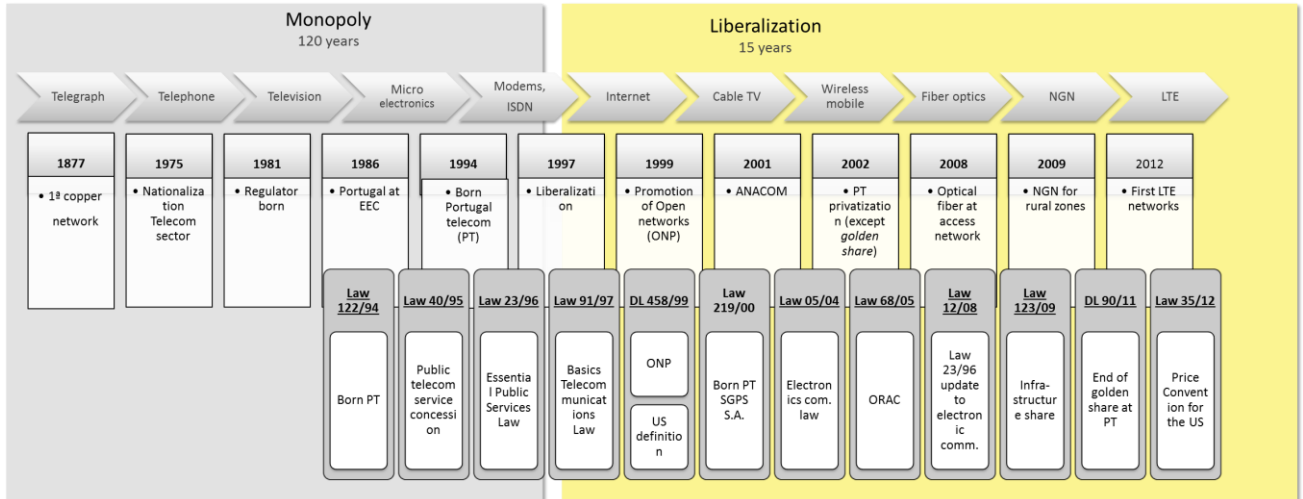 Monopoly
120 years
Liberalization
15 years
Telegraph
Telephone
Television
Micro
electronics
Modems,
ISDN
Internet
Cable TV
Wireless
mobile
Fiber optics
NGN
LTE
1877
• 1ª copper
network
1975
• Nationaliza
tion
Telecom
sector
1981
• Regulator
born
1986
• Portugal at
EEC
1994
• Born
Portugal
telecom
(PT)
1997
• Liberalizati
on
1999
• Promotion
of Open
networks
(ONP)
2001
• ANACOM
2002
• PT
privatizatio
n (except
golden
share)
2008
• Optical
fiber at
access
network
2009
• NGN for
rural zones
2012
• First LTE
networks
Law
122/94
Born PT
Law 40/95
Public
telecom
service
concessi
on
Law 23/96
Essentia
l Public
Services
Law
Law 91/97
Basics
Telecom
municat
ions
Law
DL 458/99
ONP
US
definitio
n
Law
219/00
Born PT
SGPS
S.A.
Law 05/04
Electron
ics com.
law
Law 68/05
ORAC
Law
12/08
Law
23/96
update
to
electron
ic
comm.
Law
123/09
Infra-
structur
e share
DL 90/11
End of
golden
share at
PT
Law 35/12
Price
Conven
tion for
the US